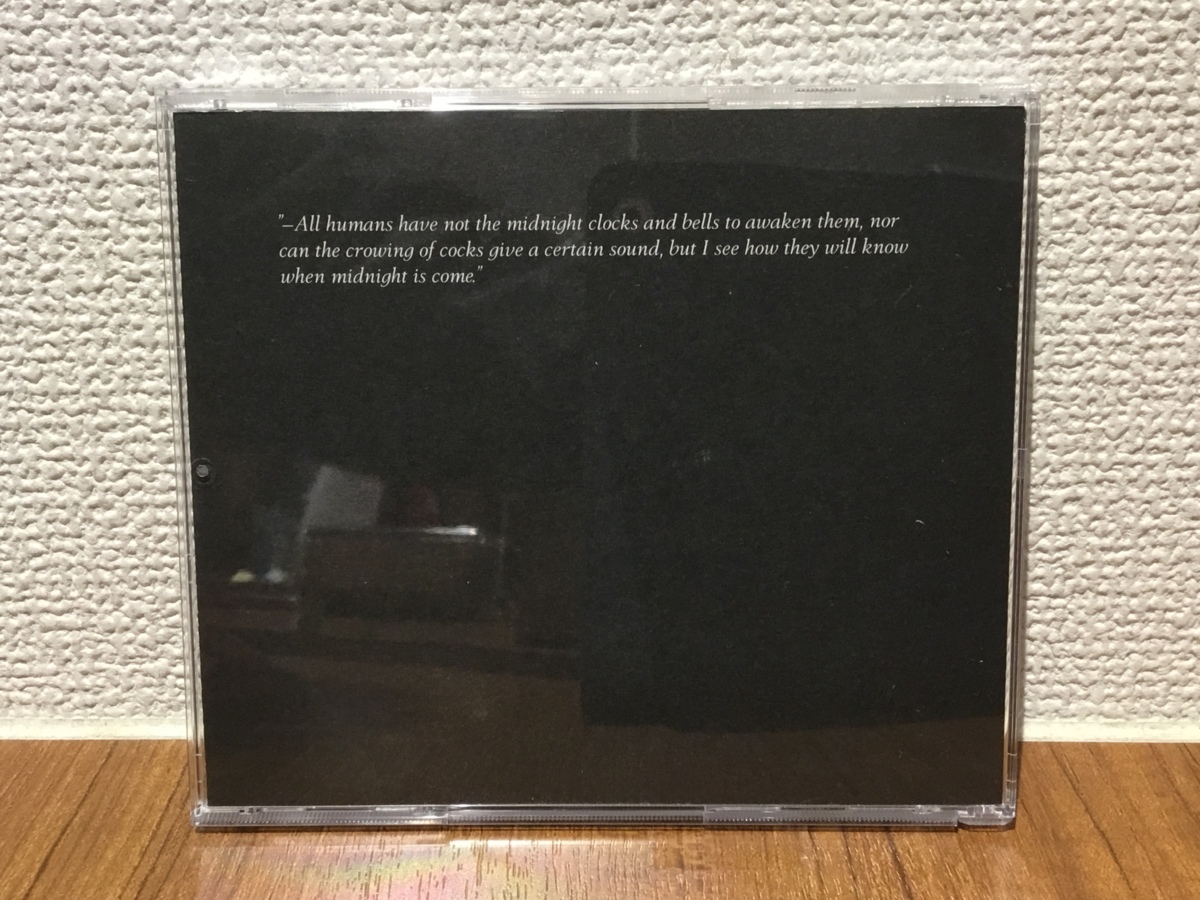 "–All humans have not the midnight clocks and bells to awaken them, nor
can the crowing of cocks give a certain sound, but I see how they will know
when midnight is come."